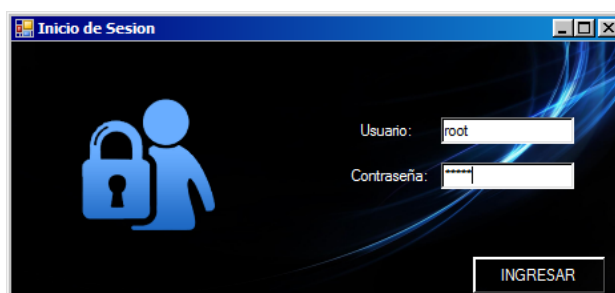 Inicio de Sesion
Usuario: root
Contraseña: *****
INGRESAR